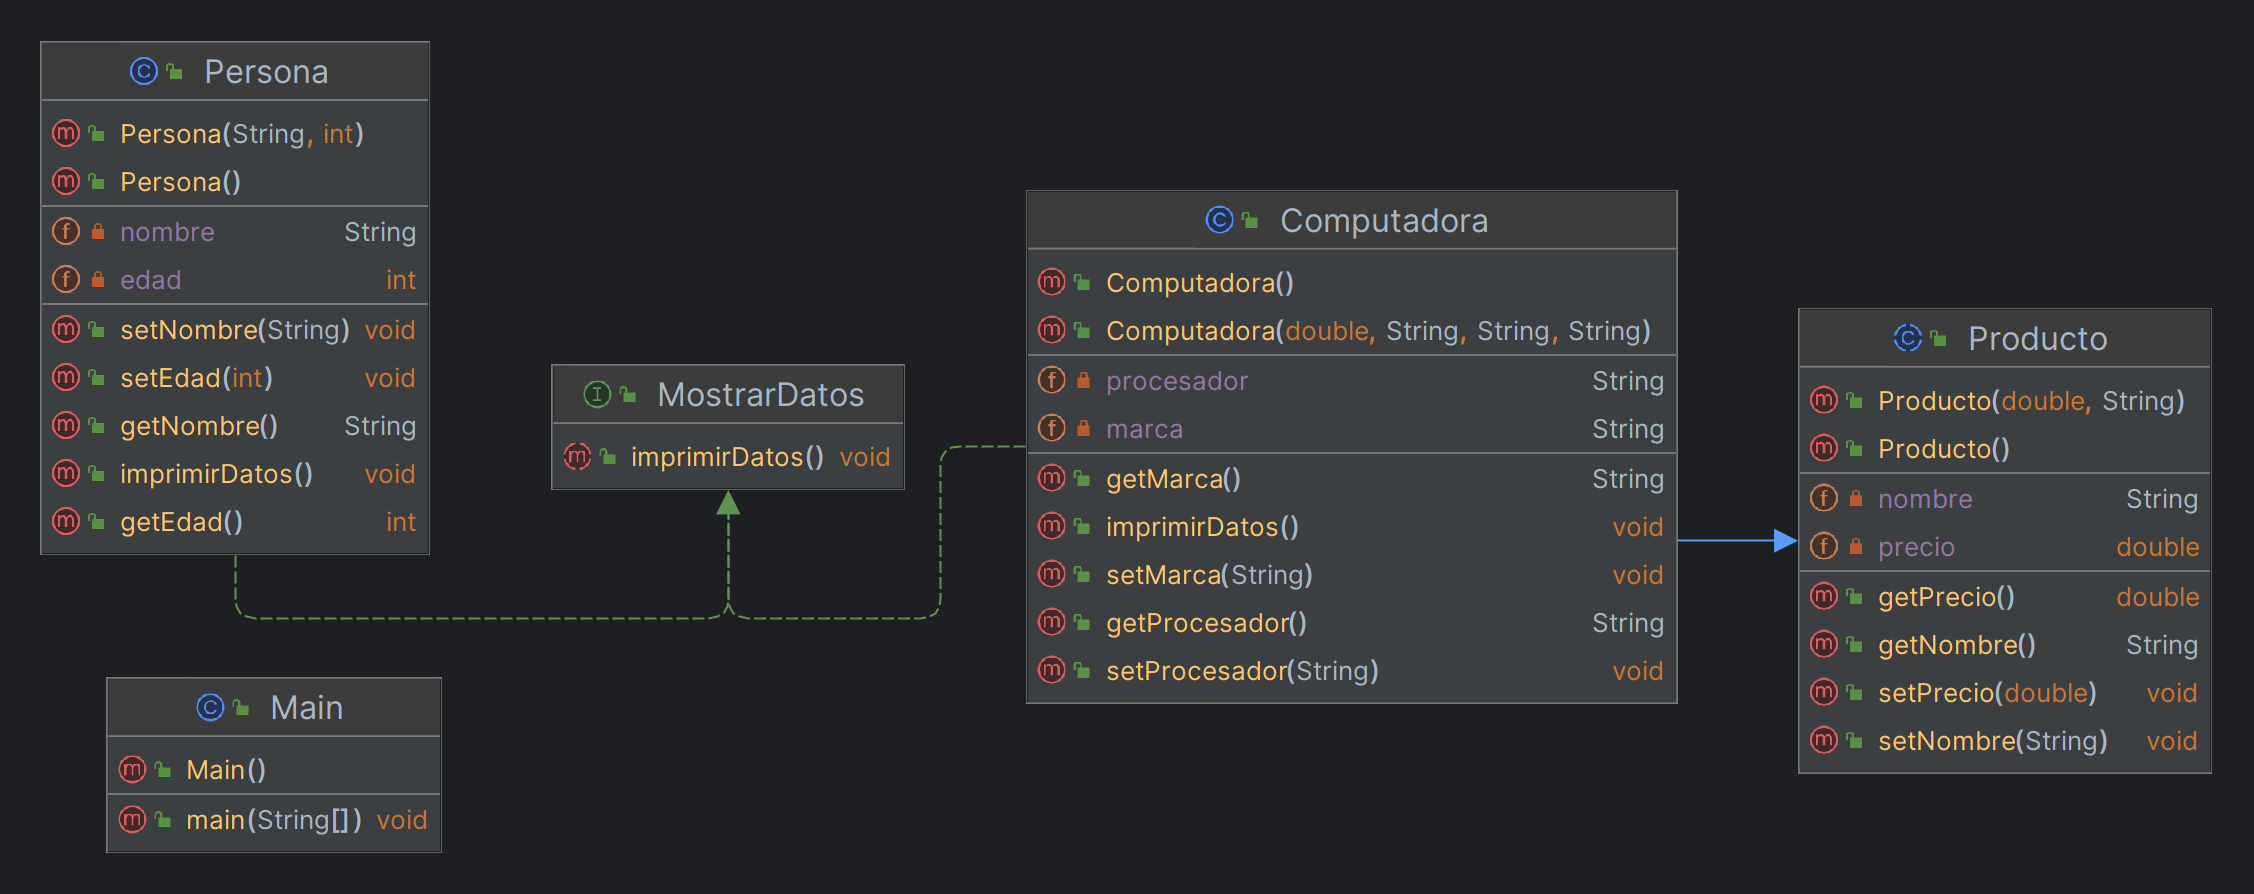 Persona
Persona(String, int)
Persona()
nombre String
edad int
setNombre(String) void
setEdad(int) void
getNombre() String
imprimirDatos() void
getEdad() int
MostrarDatos
imprimirDatos() void
Computadora
Computadora()
Computadora(double, String, String, String)
procesador String
marca String
getMarca() String
imprimirDatos() void
setMarca(String) void
getProcesador() String
setProcesador(String) void
Producto
Producto(double, String)
Producto()
nombre String
precio double
getPrecio() double
getNombre() String
setPrecio(double) void
setNombre(String) void
Main
Main()
main(String[]) void